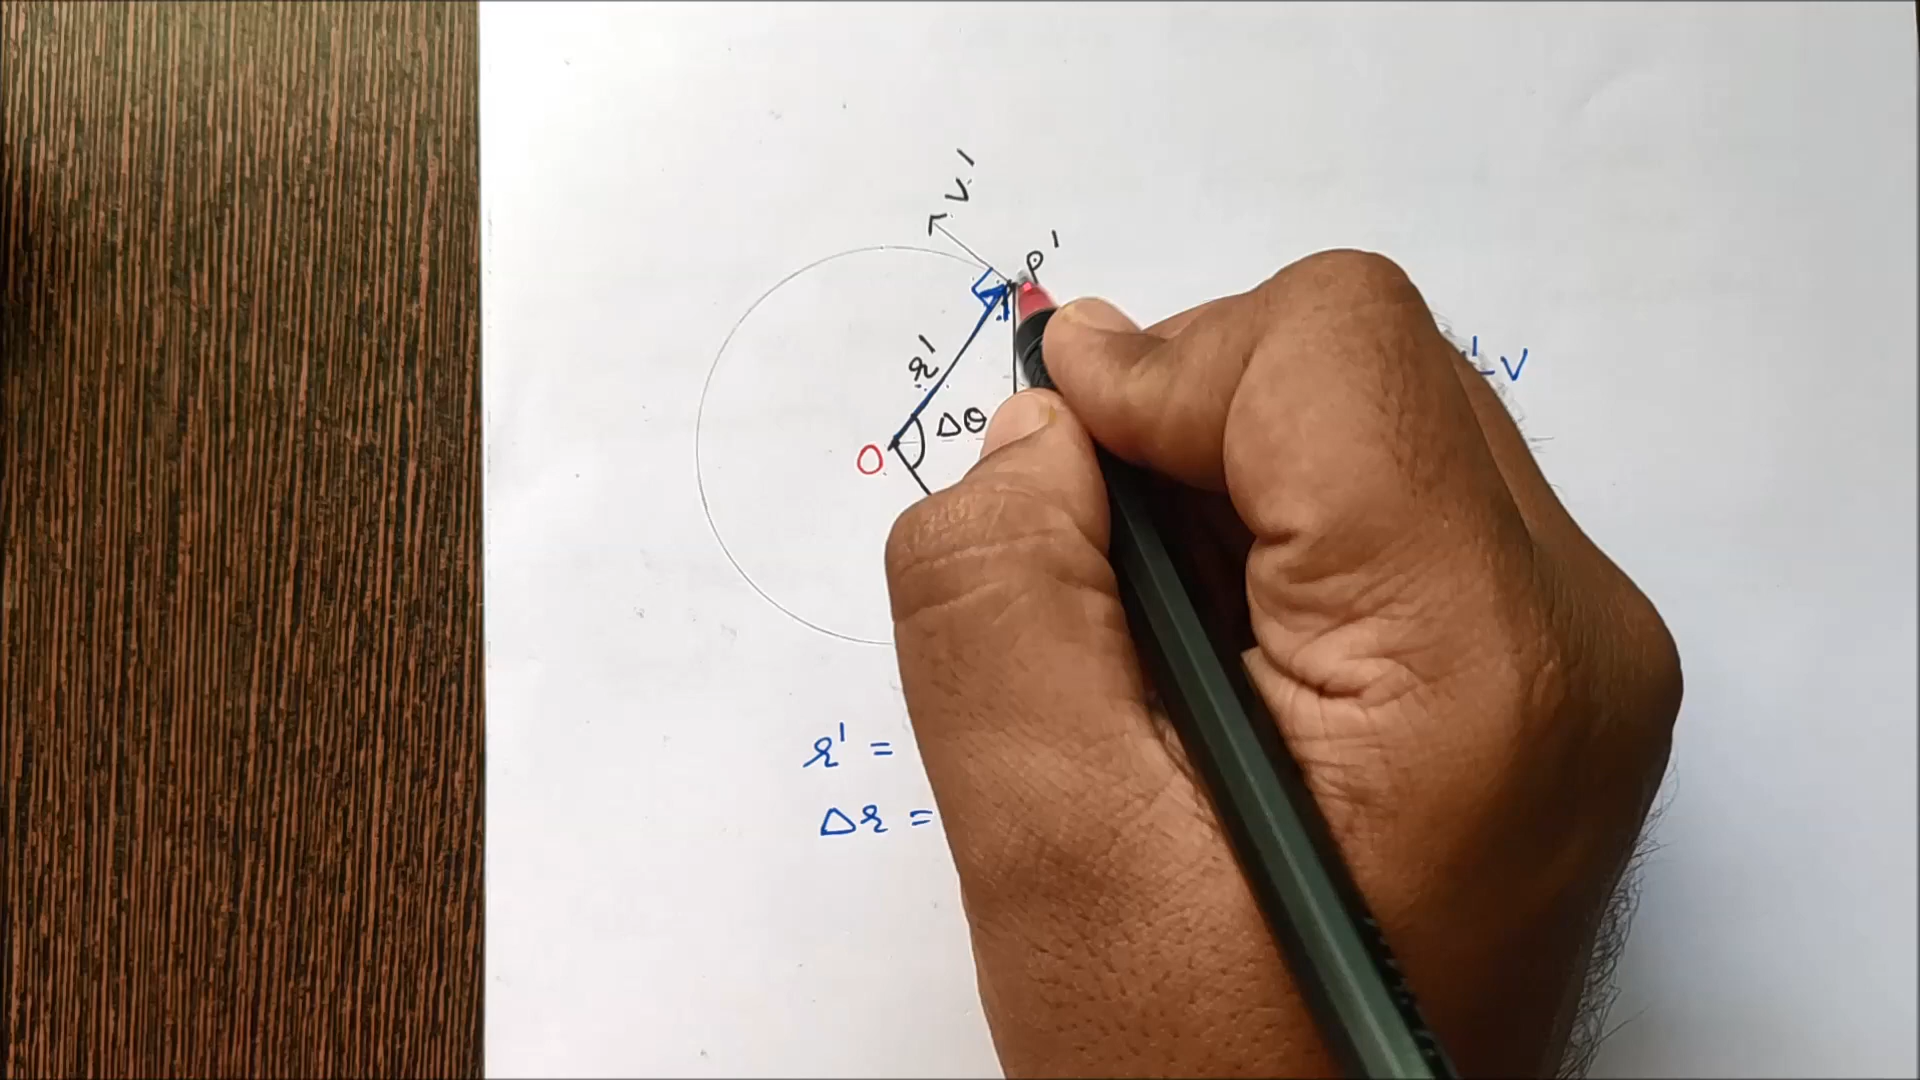 v'
P'
r'
Δθ
O
- v
r' =
Δr =